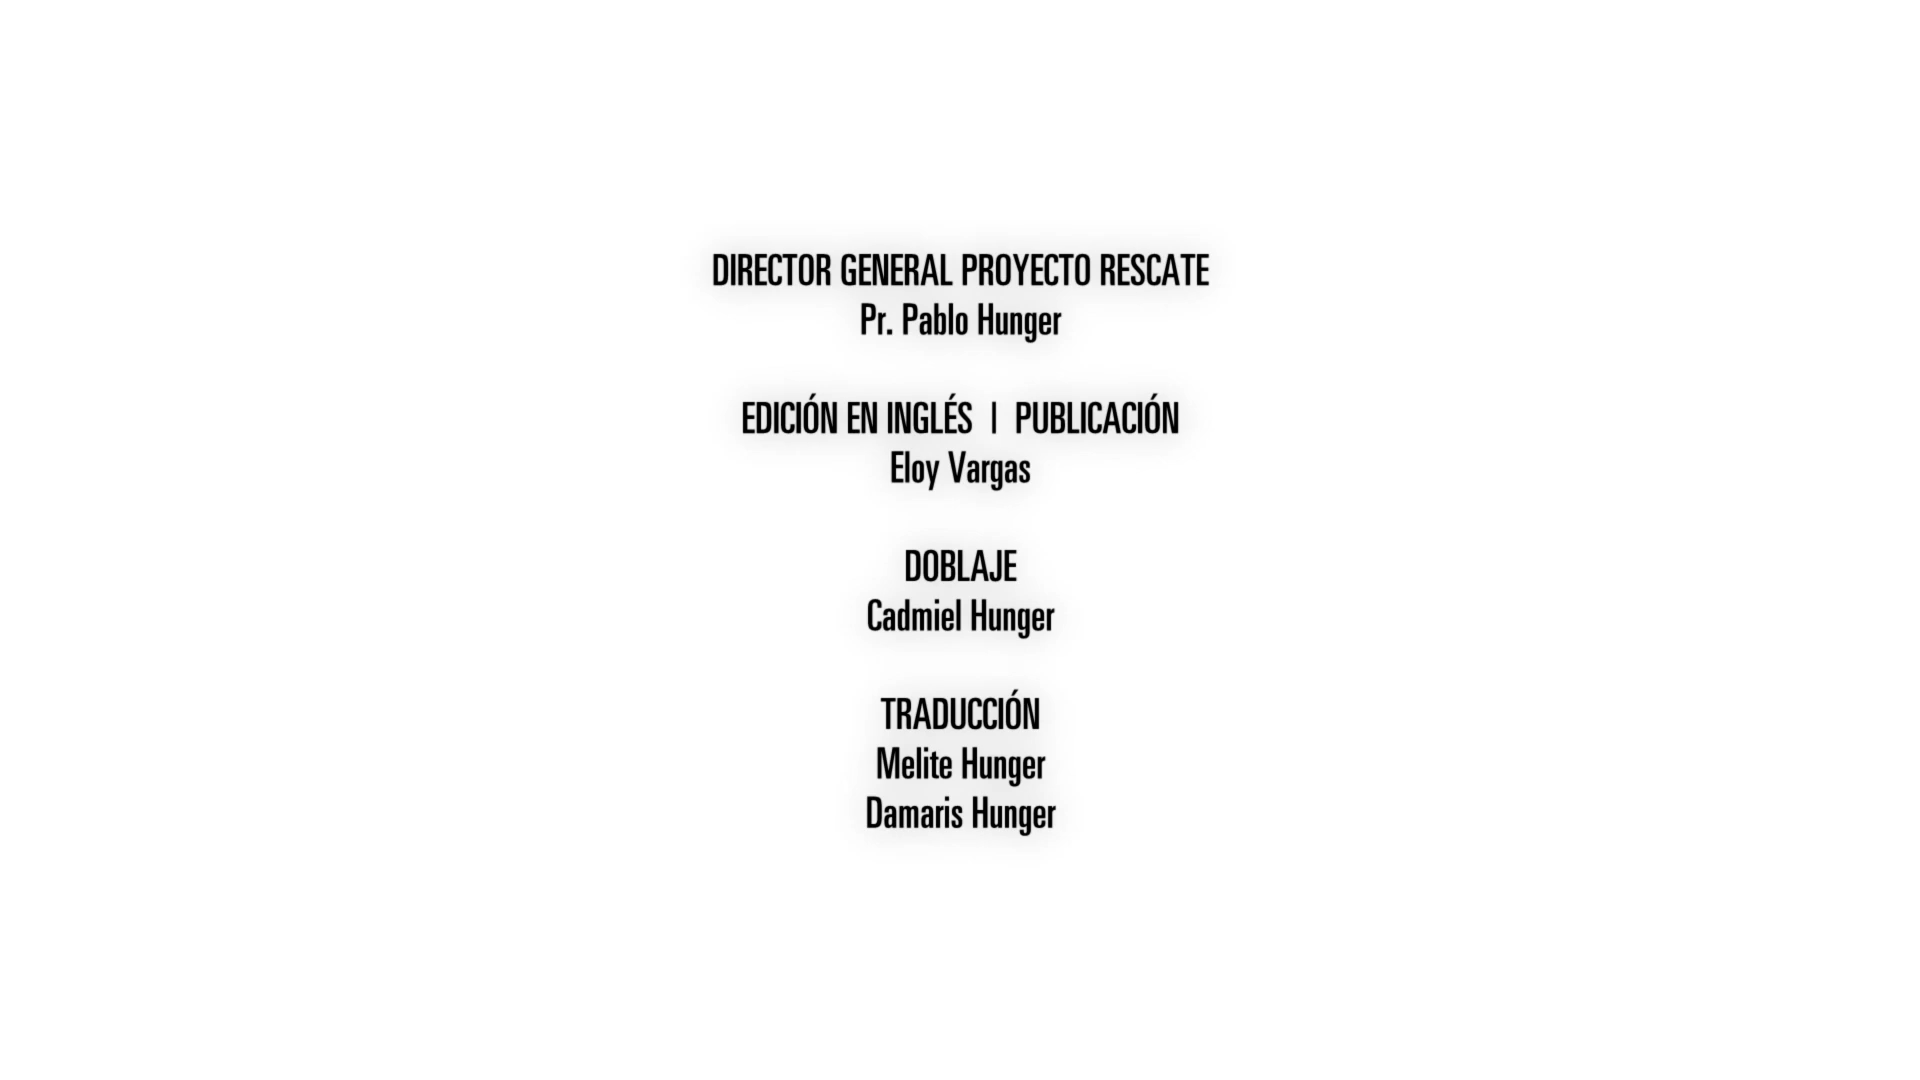 DIRECTOR GENERAL PROYECTO RESCATE
Pr. Pablo Hunger
EDICIÓN EN INGLÉS | PUBLICACIÓN
Eloy Vargas
DOBLAJE
Cadmiel Hunger
TRADUCCIÓN
Melite Hunger
Damaris Hunger